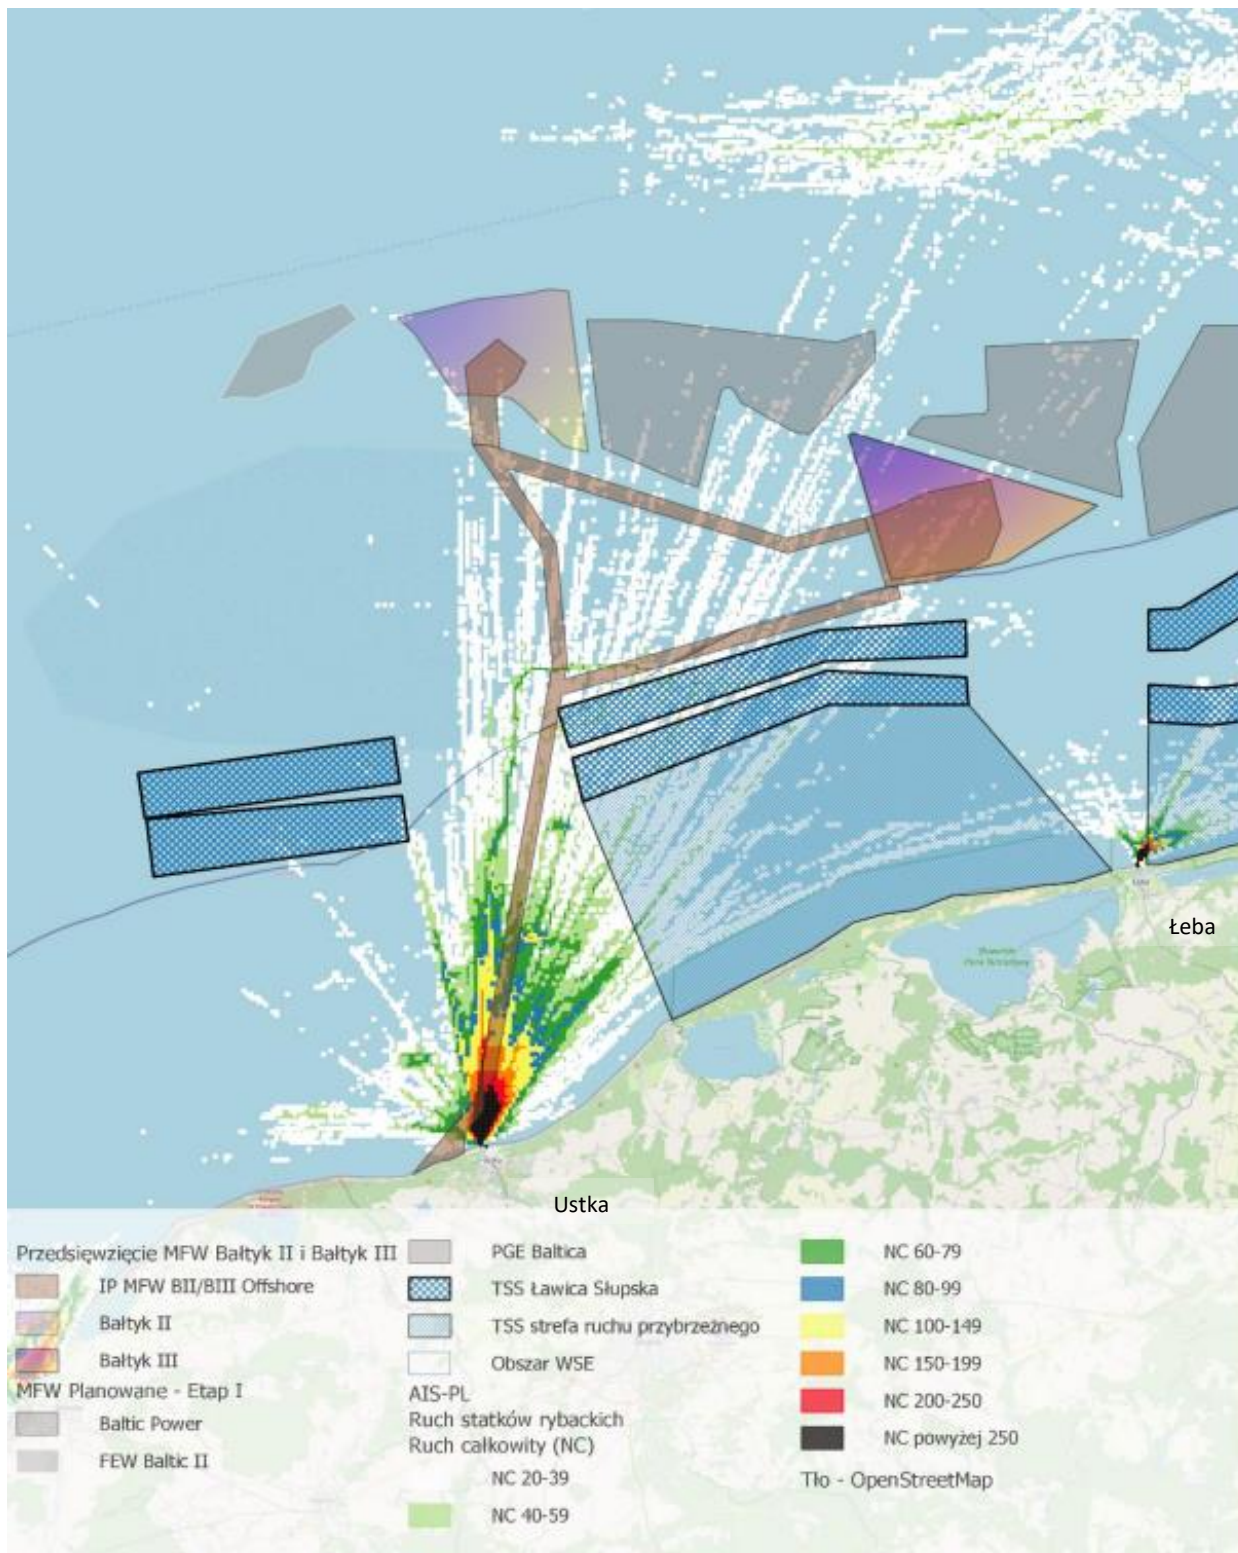 Łeba
Ustka
Przedsięwzięcie MFW Bałtyk II i Bałtyk III
IP MFW BII/BIII Offshore
Bałtyk II
Bałtyk III
MFW Planowane - Etap I
Baltic Power
FEW Baltic II
PGE Baltica
TSS Ławica Słupska
TSS strefa ruchu przybrzeżnego
Obszar WSE
AIS-PL
Ruch statków rybackich
Ruch całkowity (NC)
NC 20-39
NC 40-59
NC 60-79
NC 80-99
NC 100-149
NC 150-199
NC 200-250
NC powyżej 250
Tło - OpenStreetMap